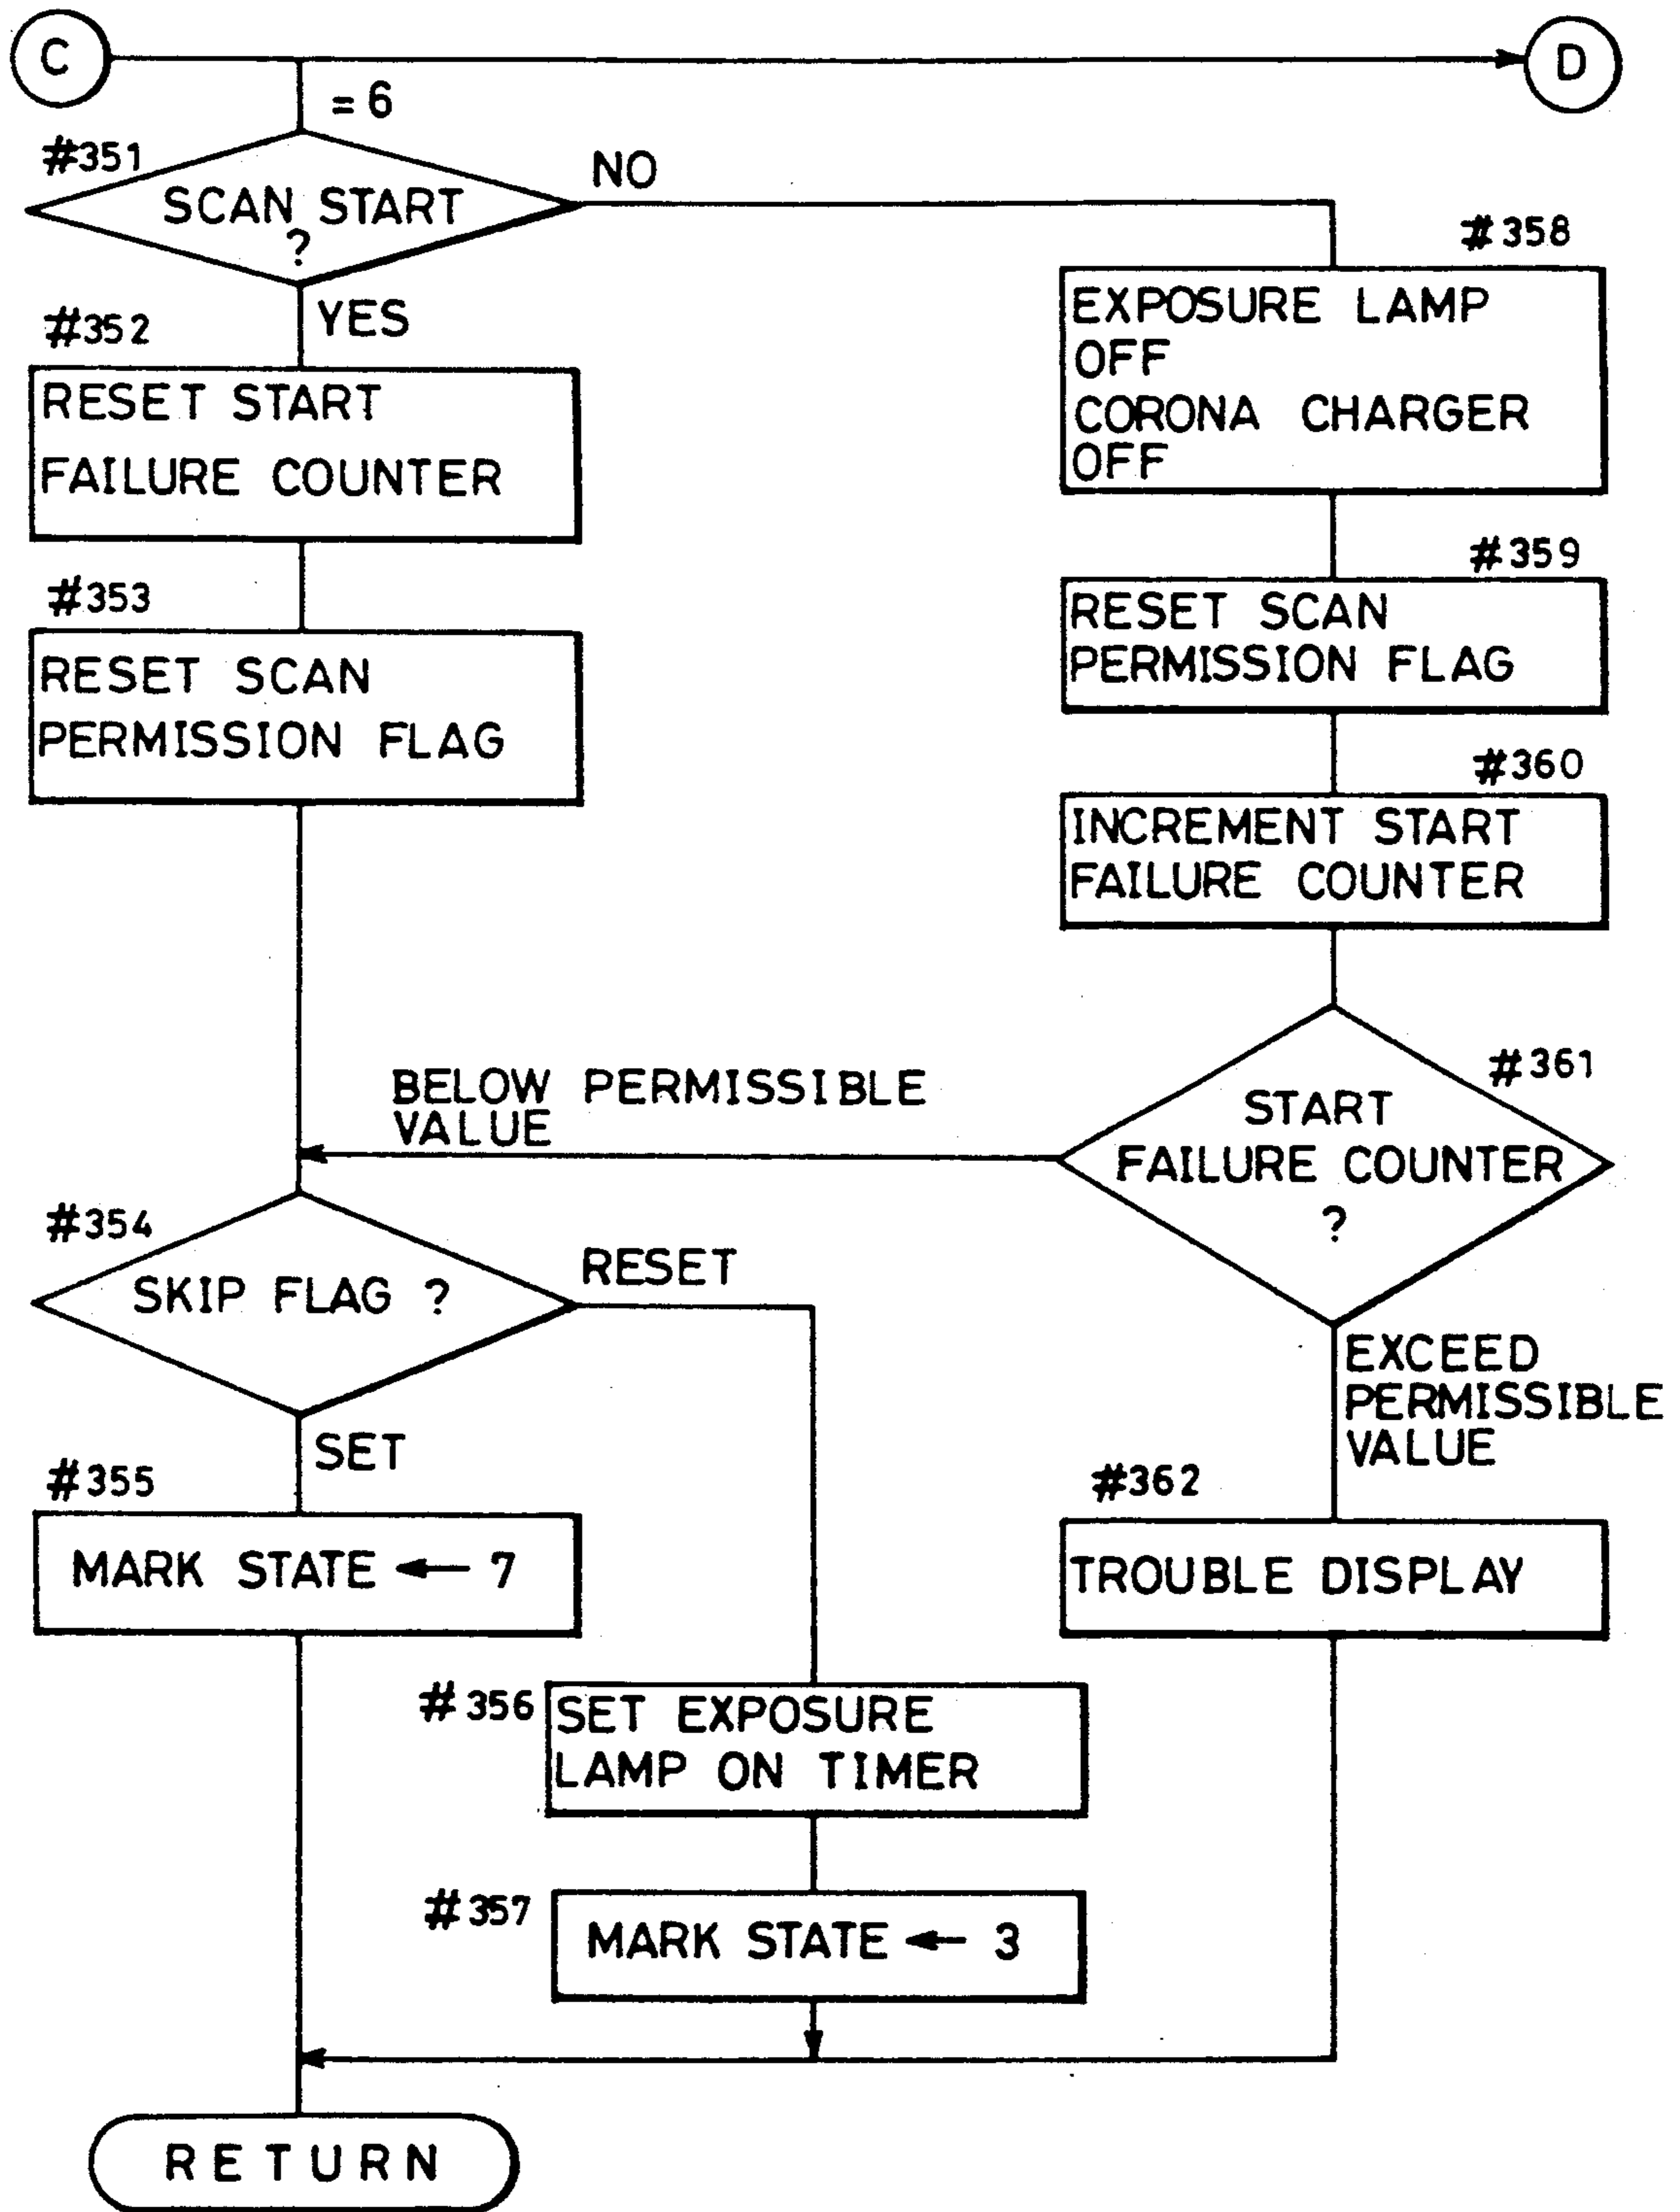 C
D
= 6
#351
SCAN START
?
NO
YES
#352
RESET START
FAILURE COUNTER
#353
RESET SCAN
PERMISSION FLAG
#358
EXPOSURE LAMP
OFF
CORONA CHARGER
OFF
#359
RESET SCAN
PERMISSION FLAG
#360
INCREMENT START
FAILURE COUNTER
#361
START
FAILURE COUNTER
?
BELOW PERMISSIBLE
VALUE
EXCEED
PERMISSIBLE
VALUE
#362
TROUBLE DISPLAY
#354
SKIP FLAG ?
RESET
SET
#355
MARK STATE ← 7
#356
SET EXPOSURE
LAMP ON TIMER
#357
MARK STATE ← 3
RETURN